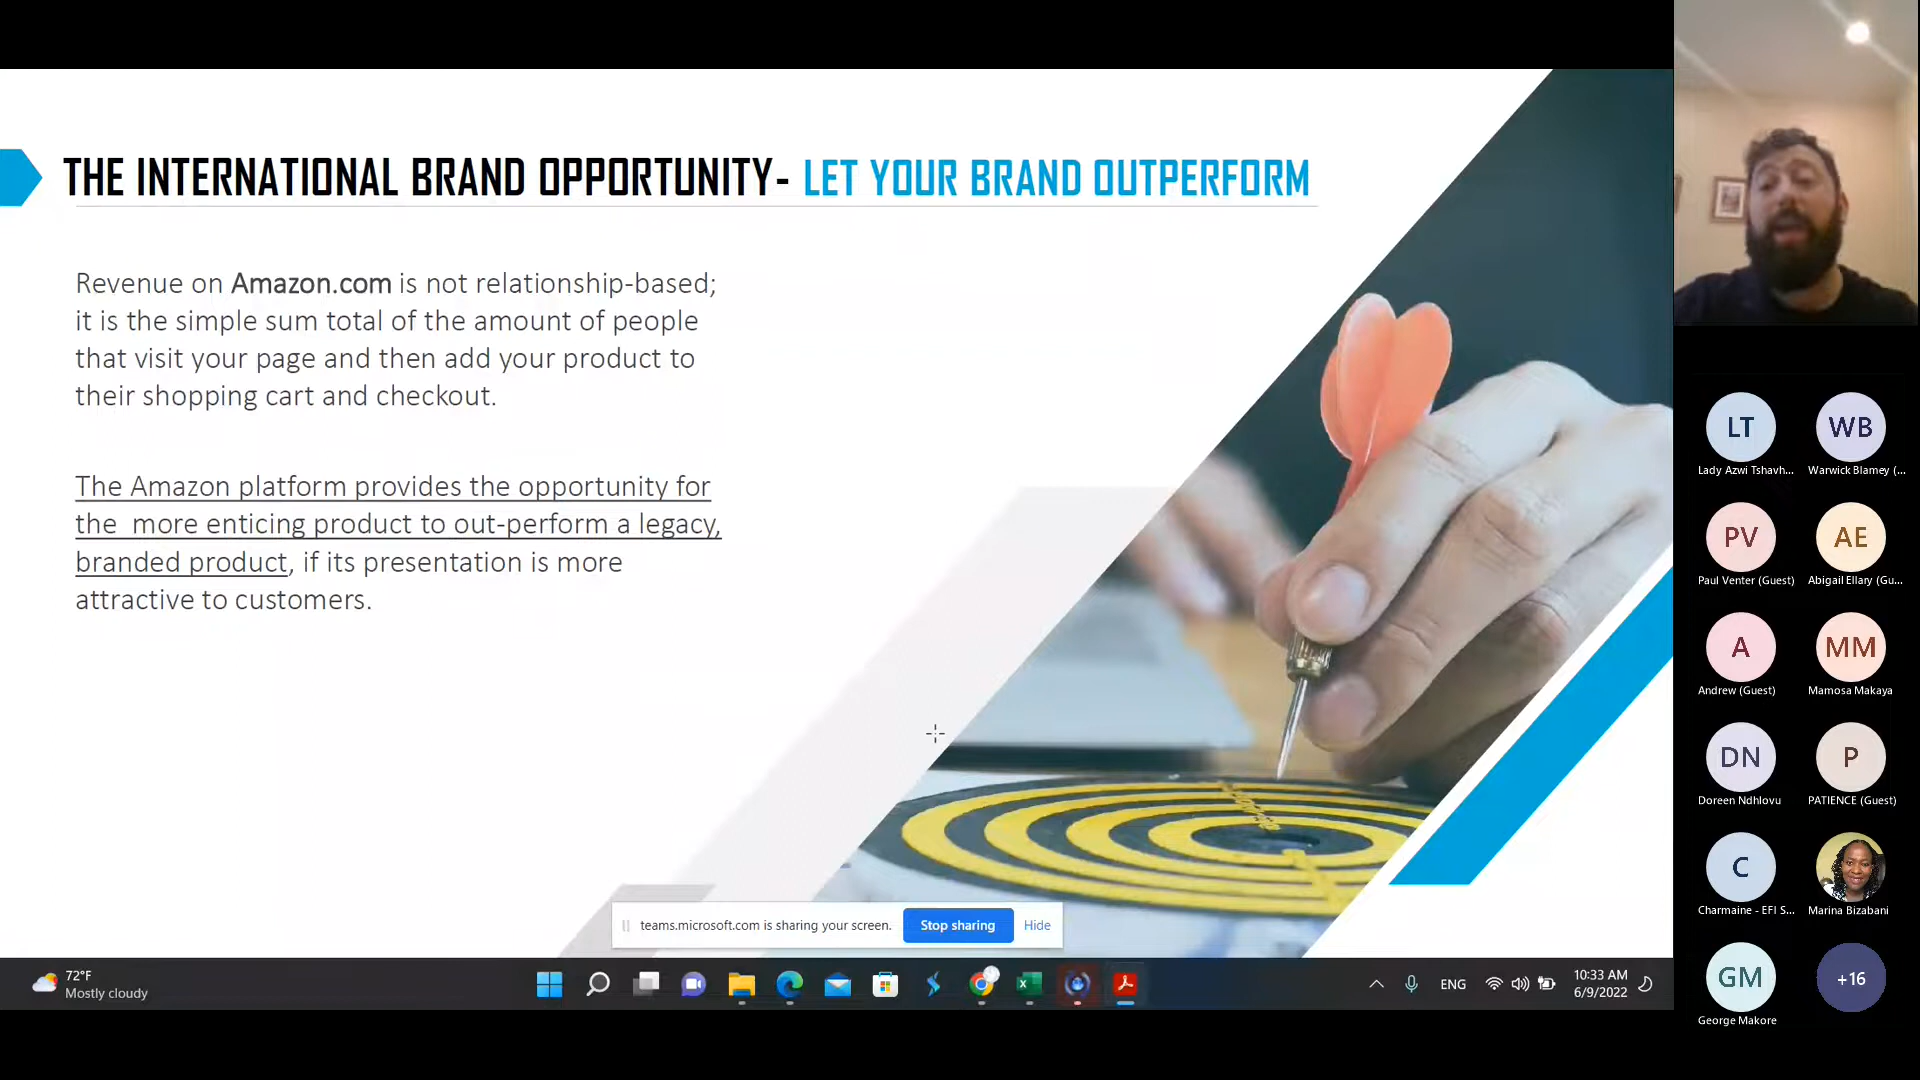 THE INTERNATIONAL BRAND OPPORTUNITY- LET YOUR BRAND OUTPERFORM
Revenue on Amazon.com is not relationship-based;
it is the simple sum total of the amount of people
that visit your page and then add your product to
their shopping cart and checkout.
The Amazon platform provides the opportunity for
the  more enticing product to out-perform a legacy,
branded product, if its presentation is more
attractive to customers.
teams.microsoft.com is sharing your screen.
Stop sharing
Hide
72°F
Mostly cloudy
ENG
10:33 AM
6/9/2022
LT
Lady Azwi Tshavh...
WB
Warwick Blamey (...
PV
Paul Venter (Guest)
AE
Abigail Ellary (Gu...
A
Andrew (Guest)
MM
Mamosa Makaya
DN
Doreen Ndhlovu
P
PATIENCE (Guest)
C
Charmaine - EFI S...
Marina Bizabani
GM
George Makore
+16